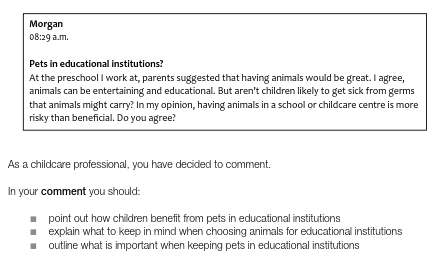 Morgan
08:29 a.m.
Pets in educational institutions?
At the preschool I work at, parents suggested that having animals would be great. I agree,
animals can be entertaining and educational. But aren't children likely to get sick from germs
that animals might carry? In my opinion, having animals in a school or childcare centre is more
risky than beneficial. Do you agree?
As a childcare professional, you have decided to comment.
In your comment you should:
■ point out how children benefit from pets in educational institutions
■ explain what to keep in mind when choosing animals for educational institutions
■ outline what is important when keeping pets in educational institutions